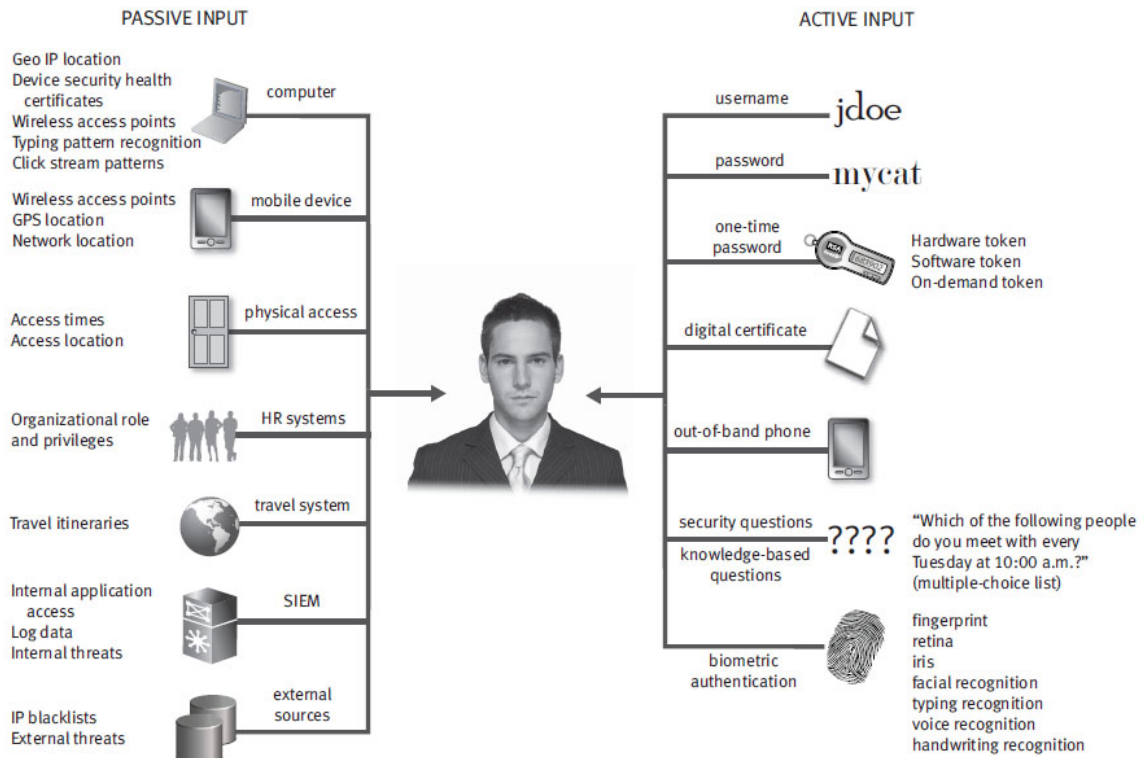 PASSIVE INPUT
Geo IP location
Device security health
certificates
Wireless access points
Typing pattern recognition
Click stream patterns
computer
Wireless access points
GPS location
Network location
mobile device
Access times
Access location
physical access
Organizational role
and privileges
HR systems
Travel itineraries
travel system
Internal application
access
Log data
Internal threats
SIEM
IP blacklists
External threats
external
sources
ACTIVE INPUT
username
jdoe
password
mycat
one-time
password
RSA
Hardware token
Software token
On-demand token
digital certificate
out-of-band phone
security questions
knowledge-based
questions
????
“Which of the following people
do you meet with every
Tuesday at 10:00 a.m.?”
(multiple-choice list)
biometric
authentication
fingerprint
retina
iris
facial recognition
typing recognition
voice recognition
handwriting recognition